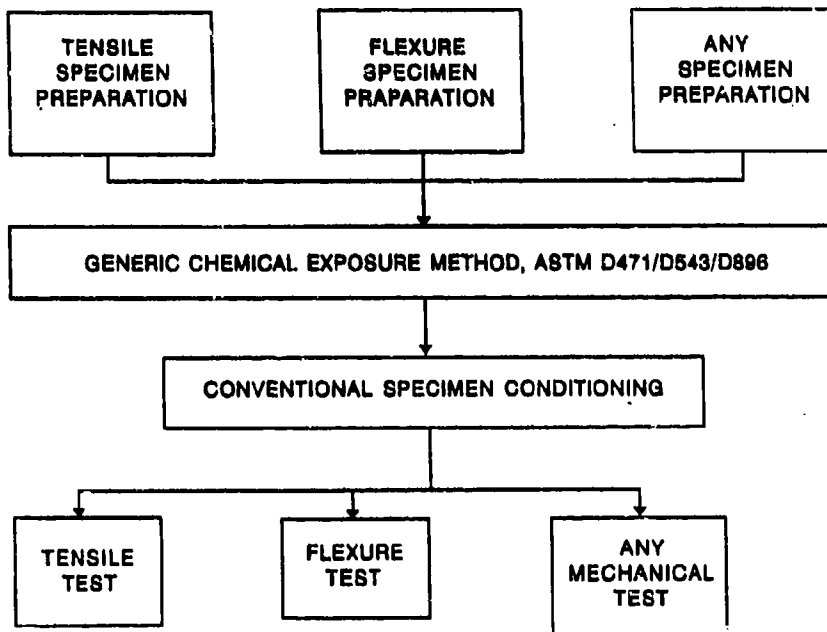 TENSILE
SPECIMEN
PREPARATION
FLEXURE
SPECIMEN
PRAPARATION
ANY
SPECIMEN
PREPARATION
GENERIC CHEMICAL EXPOSURE METHOD, ASTM D471/D543/D896
CONVENTIONAL SPECIMEN CONDITIONING
TENSILE
TEST
FLEXURE
TEST
ANY
MECHANICAL
TEST